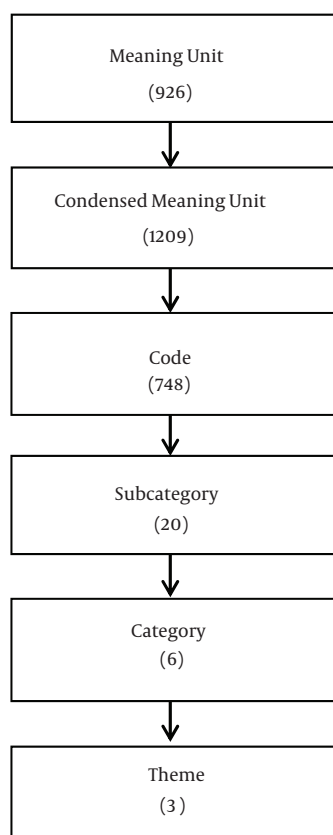 Meaning Unit
(926)
Condensed Meaning Unit
(1209)
Code
(748)
Subcategory
(20)
Category
(6)
Theme
(3)